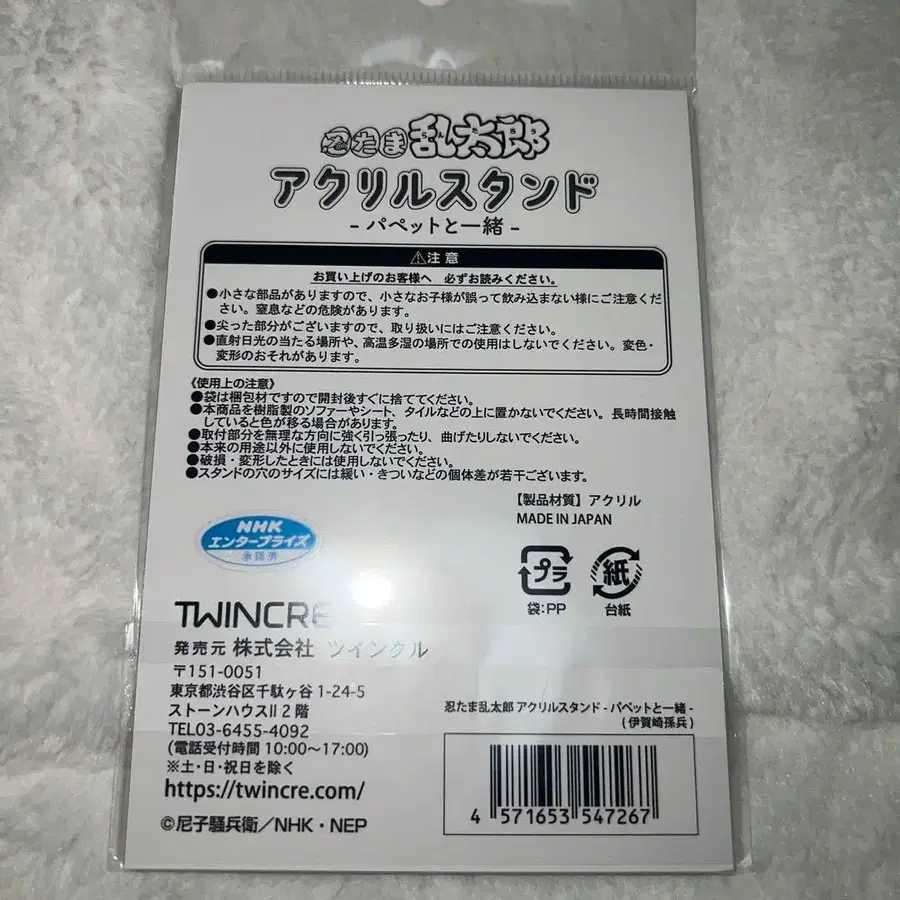 忍たま乱太郎
アクリルスタンド
- パペットと一緒 -
⚠注意
お買い上げのお客様へ 必ずお読みください。
●小さな部品がありますので、小さなお子様が誤って飲み込まない様にご注意くだ
さい。窒息などの危険があります。
●尖った部分がございますので、取り扱いにはご注意ください。
●直射日光の当たる場所や、高温多湿の場所での使用はしないでください。変色・
変形のおそれがあります。
《使用上の注意》
●袋は梱包材ですので開封後すぐに捨ててください。
●本商品を樹脂製のソファーやシート、タイルなどの上に置かないでください。長時間接触
していると色が移る場合があります。
●取付部分を無理な方向に強く引っ張ったり、曲げたりしないでください。
●本来の用途以外に使用しないでください。
●破損・変形したときには使用しないでください。
●スタンドの穴のサイズには緩い・きついなどの個体差が若干ございます。
【製品材質】アクリル
MADE IN JAPAN
NHK
エンタープライズ
承認済
プラ
袋:PP
紙
台紙
TWINCRE
発売元 株式会社 ツインクル
〒151-0051
東京都渋谷区千駄ヶ谷 1-24-5
ストーンハウスII 2 階
TEL03-6455-4092
(電話受付時間 10:00〜17:00)
※土・日・祝日を除く
https://twincre.com/
©尼子騒兵衛/NHK・NEP
忍たま乱太郎 アクリルスタンド - パペットと一緒 -
(伊賀崎孫兵)
4 571653 547267